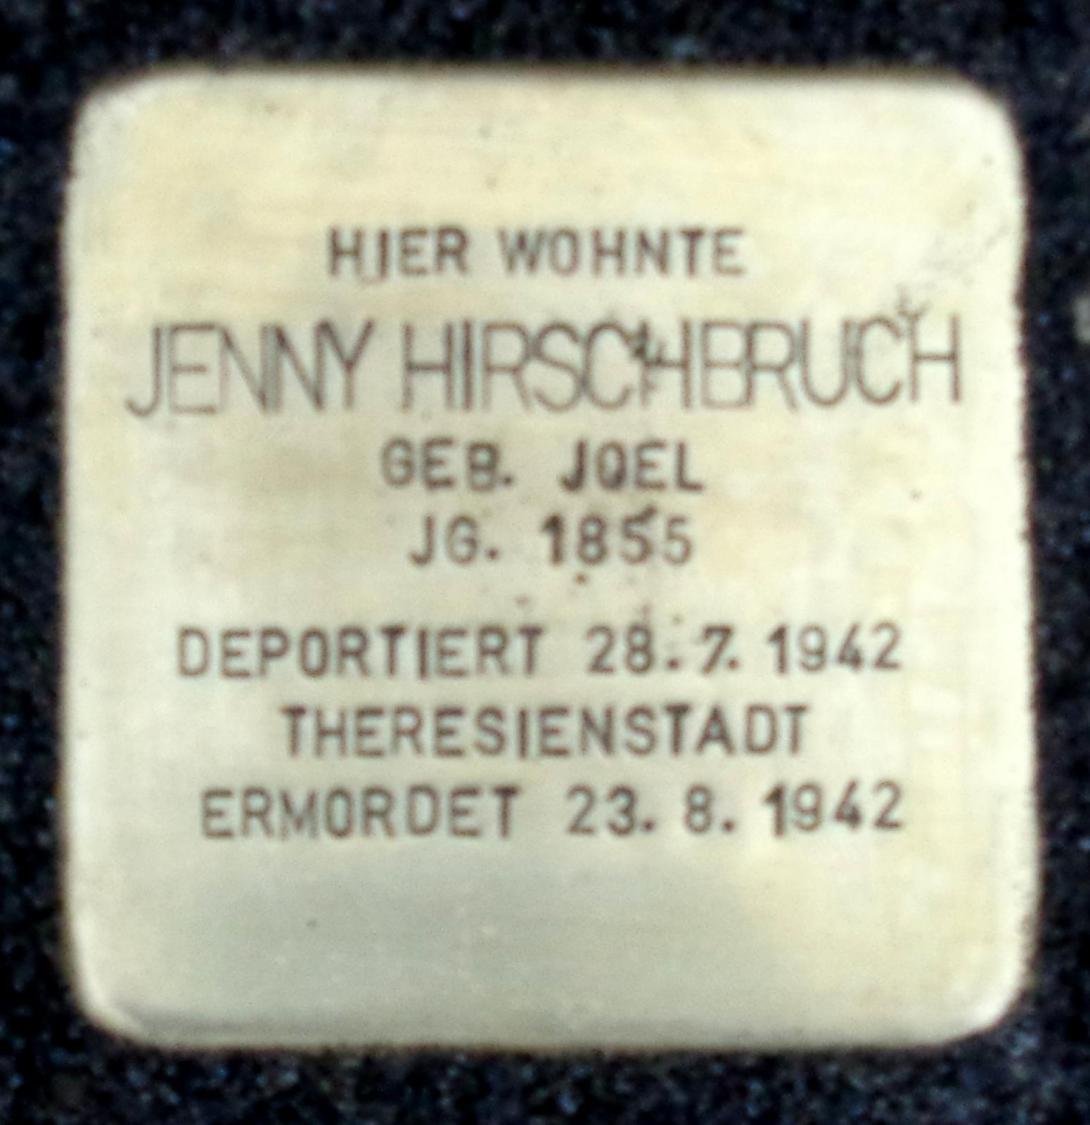 HIER WOHNTE
JENNY HIRSCHBRUCH
GEB. JOEL
JG. 1855
DEPORTIERT 28.7.1942
THERESIENSTADT
ERMORDET 23.8.1942